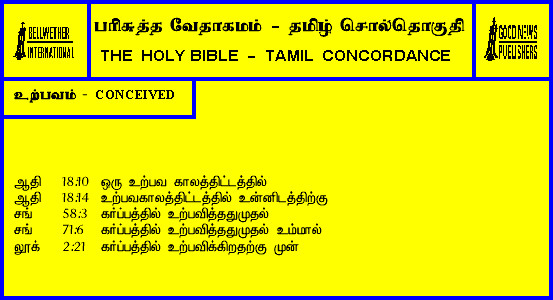 BELLWETHER
INTERNATIONAL
பரிசுத்த வேதாகமம் - தமிழ் சொல்தொகுதி
THE HOLY BIBLE - TAMIL CONCORDANCE
GOOD NEWS
PUBLISHERS
உற்பவம் - CONCEIVED
ஆதி 18:10 ஒரு உற்பவ காலத்திட்டத்தில்
ஆதி 18:14 உற்பவகாலத்திட்டத்தில் உன்னிடத்திற்கு
சங் 58:3 கர்ப்பத்தில் உற்பவித்ததுமுதல்
சங் 71:6 கர்ப்பத்தில் உற்பவித்ததுமுதல் உம்மால்
லூக் 2:21 கர்ப்பத்தில் உற்பவிக்கிறதற்கு முன்